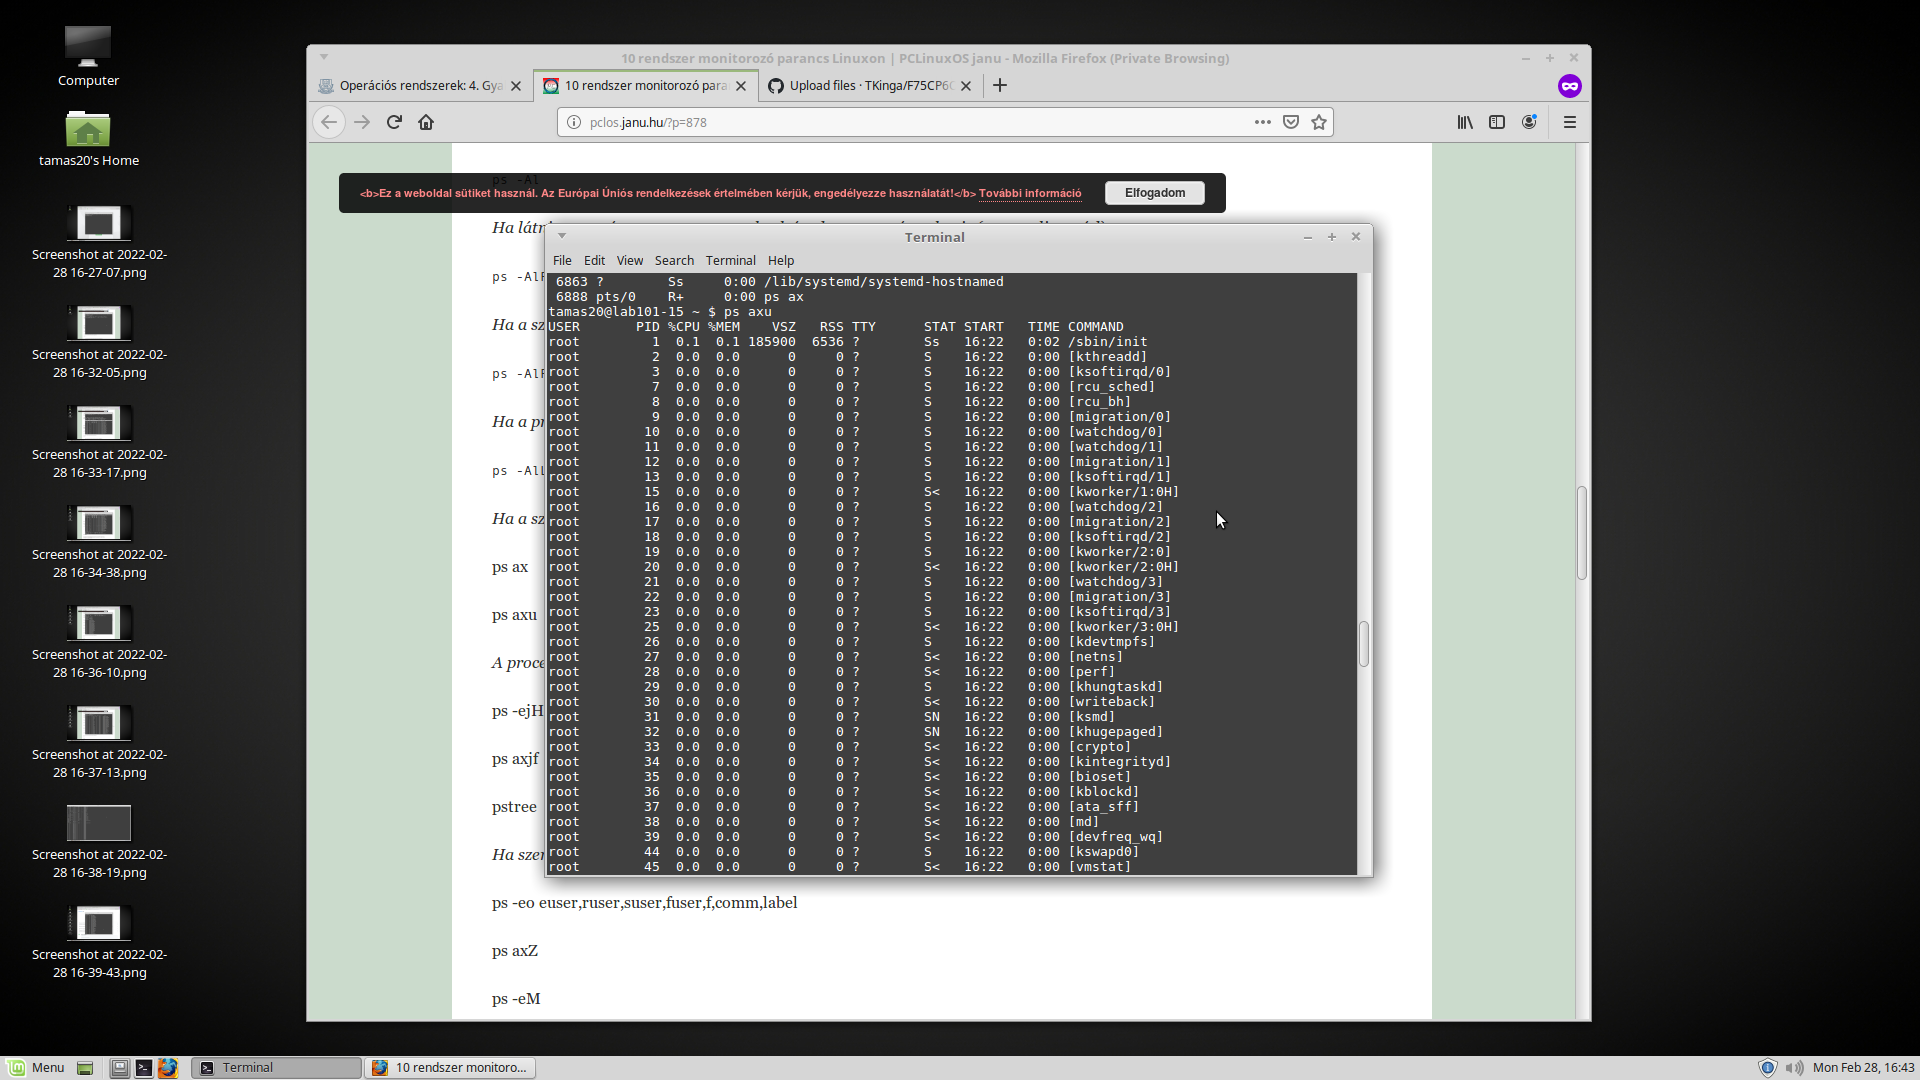 Computer
tamas20's Home
Screenshot at 2022-02-
28 16-27-07.png
Screenshot at 2022-02-
28 16-32-05.png
Screenshot at 2022-02-
28 16-33-17.png
Screenshot at 2022-02-
28 16-34-38.png
Screenshot at 2022-02-
28 16-36-10.png
Screenshot at 2022-02-
28 16-37-13.png
Screenshot at 2022-02-
28 16-38-19.png
Screenshot at 2022-02-
28 16-39-43.png
10 rendszer monitorozó parancs Linuxon | PCLinuxOS janu - Mozilla Firefox (Private Browsing)
Operációs rendszerek: 4. Gya
10 rendszer monitorozó para
Upload files · TKinga/F75CP6
pclos.janu.hu/?p=878
ps -Al
<b>Ez a weboldal sütiket használ. Az Európai Úniós rendelkezések értelmében kérjük, engedélyezze használatát!</b> További információ
Elfogadom
Ha látn
ps -AlF
Ha a sz
ps -AlF
Ha a pr
ps -AlL
Ha a sz
ps ax
ps axu
A proce
ps -ejH
ps axjf
pstree
Ha szer
ps -eo euser,ruser,suser,fuser,f,comm,label
ps axZ
ps -eM
Terminal
File Edit View Search Terminal Help
6863 ? Ss 0:00 /lib/systemd/systemd-hostnamed
6888 pts/0 R+ 0:00 ps ax
tamas20@lab101-15 ~ $ ps axu
USER PID %CPU %MEM VSZ RSS TTY STAT START TIME COMMAND
root 1 0.1 0.1 185900 6536 ? Ss 16:22 0:02 /sbin/init
root 2 0.0 0.0 0 0 ? S 16:22 0:00 [kthreadd]
root 3 0.0 0.0 0 0 ? S 16:22 0:00 [ksoftirqd/0]
root 7 0.0 0.0 0 0 ? S 16:22 0:00 [rcu_sched]
root 8 0.0 0.0 0 0 ? S 16:22 0:00 [rcu_bh]
root 9 0.0 0.0 0 0 ? S 16:22 0:00 [migration/0]
root 10 0.0 0.0 0 0 ? S 16:22 0:00 [watchdog/0]
root 11 0.0 0.0 0 0 ? S 16:22 0:00 [watchdog/1]
root 12 0.0 0.0 0 0 ? S 16:22 0:00 [migration/1]
root 13 0.0 0.0 0 0 ? S 16:22 0:00 [ksoftirqd/1]
root 15 0.0 0.0 0 0 ? S< 16:22 0:00 [kworker/1:0H]
root 16 0.0 0.0 0 0 ? S 16:22 0:00 [watchdog/2]
root 17 0.0 0.0 0 0 ? S 16:22 0:00 [migration/2]
root 18 0.0 0.0 0 0 ? S 16:22 0:00 [ksoftirqd/2]
root 19 0.0 0.0 0 0 ? S 16:22 0:00 [kworker/2:0]
root 20 0.0 0.0 0 0 ? S< 16:22 0:00 [kworker/2:0H]
root 21 0.0 0.0 0 0 ? S 16:22 0:00 [watchdog/3]
root 22 0.0 0.0 0 0 ? S 16:22 0:00 [migration/3]
root 23 0.0 0.0 0 0 ? S 16:22 0:00 [ksoftirqd/3]
root 25 0.0 0.0 0 0 ? S< 16:22 0:00 [kworker/3:0H]
root 26 0.0 0.0 0 0 ? S 16:22 0:00 [kdevtmpfs]
root 27 0.0 0.0 0 0 ? S< 16:22 0:00 [netns]
root 28 0.0 0.0 0 0 ? S< 16:22 0:00 [perf]
root 29 0.0 0.0 0 0 ? S 16:22 0:00 [khungtaskd]
root 30 0.0 0.0 0 0 ? S< 16:22 0:00 [writeback]
root 31 0.0 0.0 0 0 ? SN 16:22 0:00 [ksmd]
root 32 0.0 0.0 0 0 ? SN 16:22 0:00 [khugepaged]
root 33 0.0 0.0 0 0 ? S< 16:22 0:00 [crypto]
root 34 0.0 0.0 0 0 ? S< 16:22 0:00 [kintegrityd]
root 35 0.0 0.0 0 0 ? S< 16:22 0:00 [bioset]
root 36 0.0 0.0 0 0 ? S< 16:22 0:00 [kblockd]
root 37 0.0 0.0 0 0 ? S< 16:22 0:00 [ata_sff]
root 38 0.0 0.0 0 0 ? S< 16:22 0:00 [md]
root 39 0.0 0.0 0 0 ? S< 16:22 0:00 [devfreq_wq]
root 44 0.0 0.0 0 0 ? S 16:22 0:00 [kswapd0]
root 45 0.0 0.0 0 0 ? S< 16:22 0:00 [vmstat]
Menu
Terminal
10 rendszer monitoro...
Mon Feb 28, 16:43